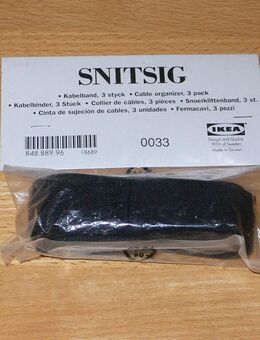 SNITSIG
• Kabelband, 3 styck • Cable organizer, 3 pack
• Kabelbinder, 3 Stuck • Collier de câbles, 3 pièces • Snoerklittenband, 3 st.
• Cinta de sujeción de cables, 3 unidades • Fermacavi, 3 pezzi
848.889.96 18689
0033
IKEA
Design and Quality
IKEA of Sweden
Made in Taiwan